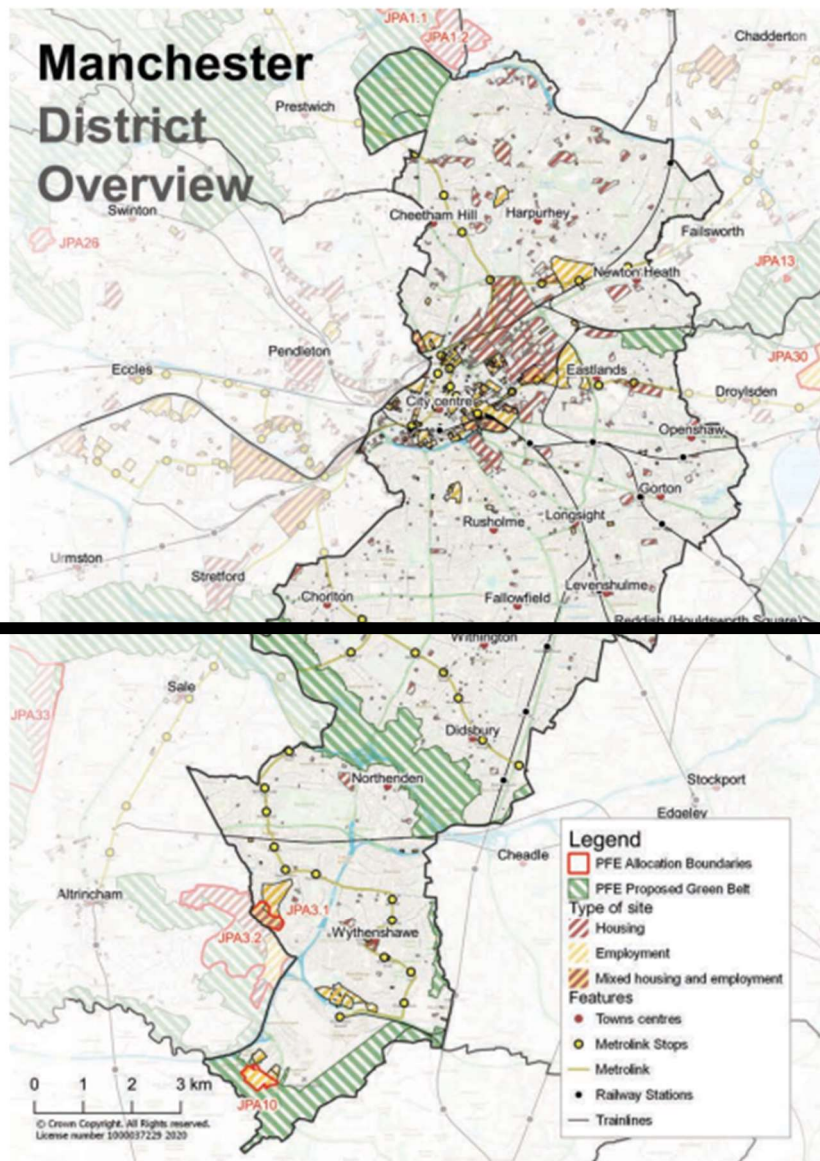 JPA1.1
JPA1.2
Manchester
District
Overview
Chadderton
Prestwich
Swinton
Cheetham Hill
Harpurhey
Failsworth
JPA26
JPA13
Newton Heath
Pendleton
JPA30
Eccles
Eastlands
Droylsden
City centre
Openshaw
Gorton
Rusholme
Longsight
Urmston
Stretford
Levenshulme
Chorlton
Fallowfield
Reddish (Houldsworth Square)
Withington
Sale
JPA33
Didsbury
Northenden
Stockport
Edgeley
Cheadle
Altrincham
JPA3.1
JPA3.2
Wythenshawe
JPA10
0 1 2 3 km
© Crown Copyright. All Rights reserved.
License number 1000037229 2020
Legend
PFE Allocation Boundaries
PFE Proposed Green Belt
Type of site
Housing
Employment
Mixed housing and employment
Features
Towns centres
Metrolink Stops
Metrolink
Railway Stations
Trainlines